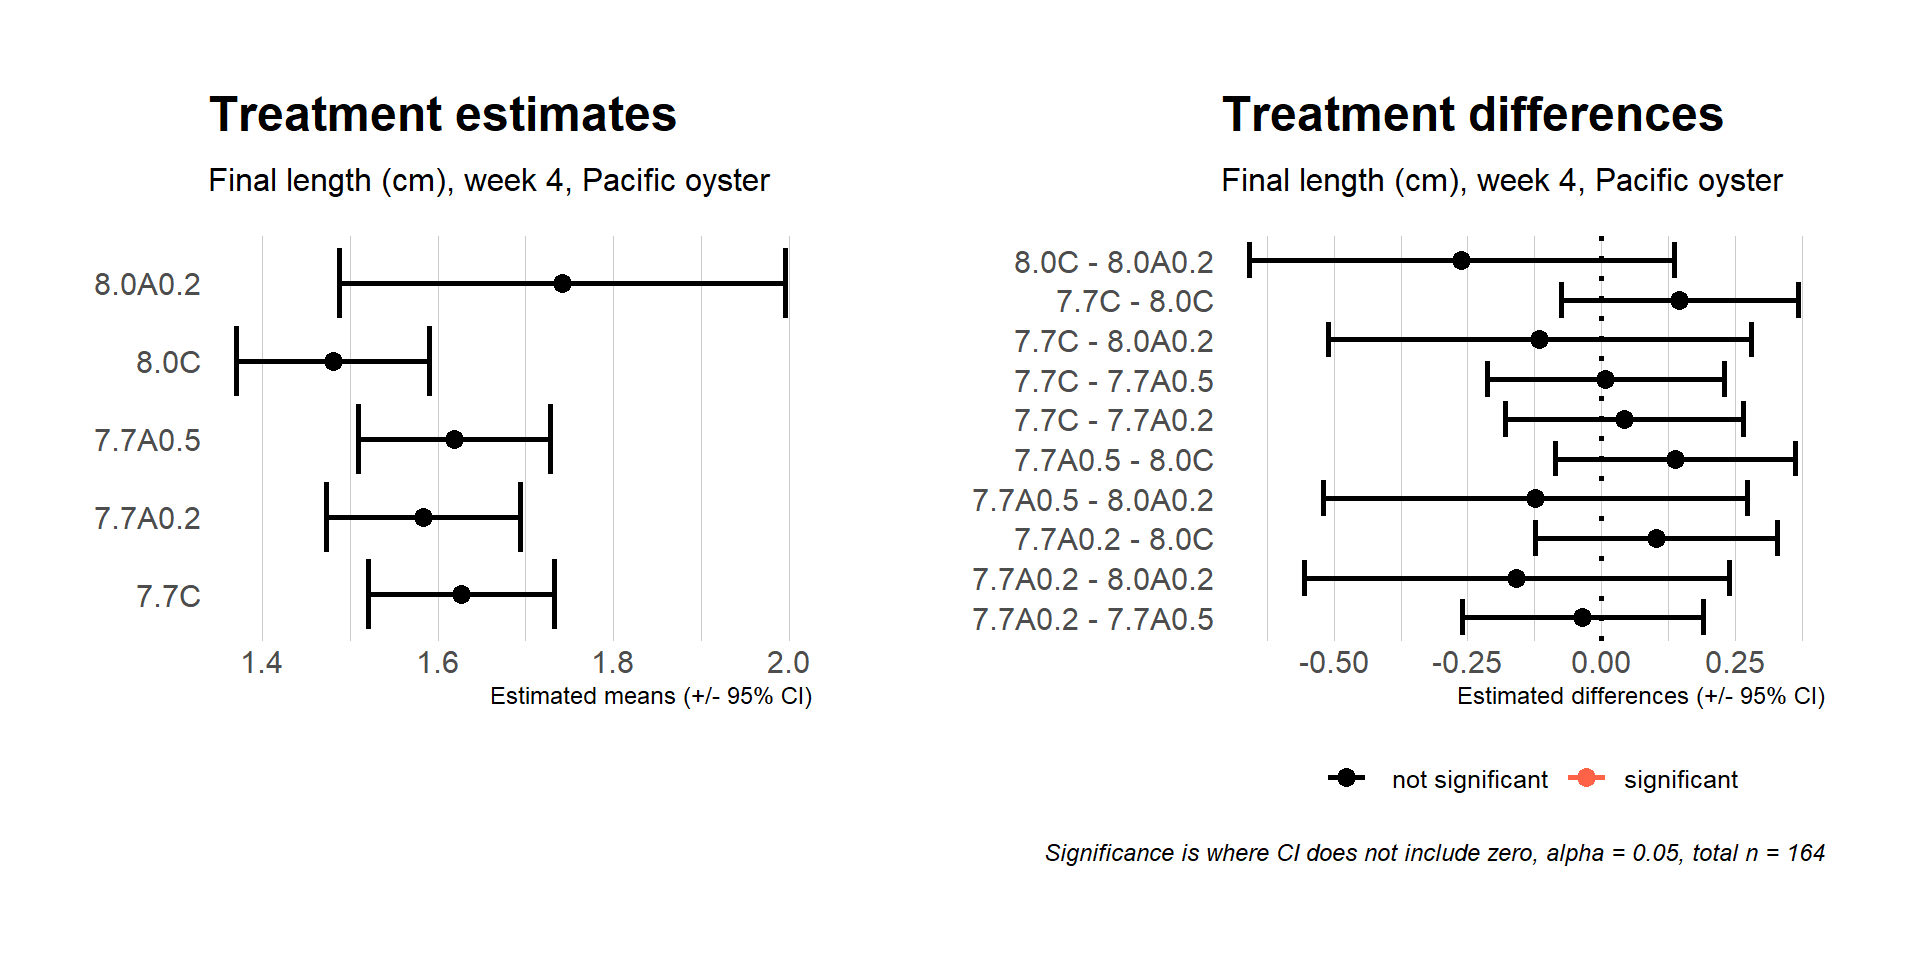 Treatment estimates
Final length (cm), week 4, Pacific oyster
8.0A0.2
8.0C
7.7A0.5
7.7A0.2
7.7C
1.4 1.6 1.8 2.0
Estimated means (+/- 95% CI)
Treatment differences
Final length (cm), week 4, Pacific oyster
8.0C - 8.0A0.2
7.7C - 8.0C
7.7C - 8.0A0.2
7.7C - 7.7A0.5
7.7C - 7.7A0.2
7.7A0.5 - 8.0C
7.7A0.5 - 8.0A0.2
7.7A0.2 - 8.0C
7.7A0.2 - 8.0A0.2
7.7A0.2 - 7.7A0.5
-0.50 -0.25 0.00 0.25
Estimated differences (+/- 95% CI)
not significant significant
Significance is where CI does not include zero, alpha = 0.05, total n = 164